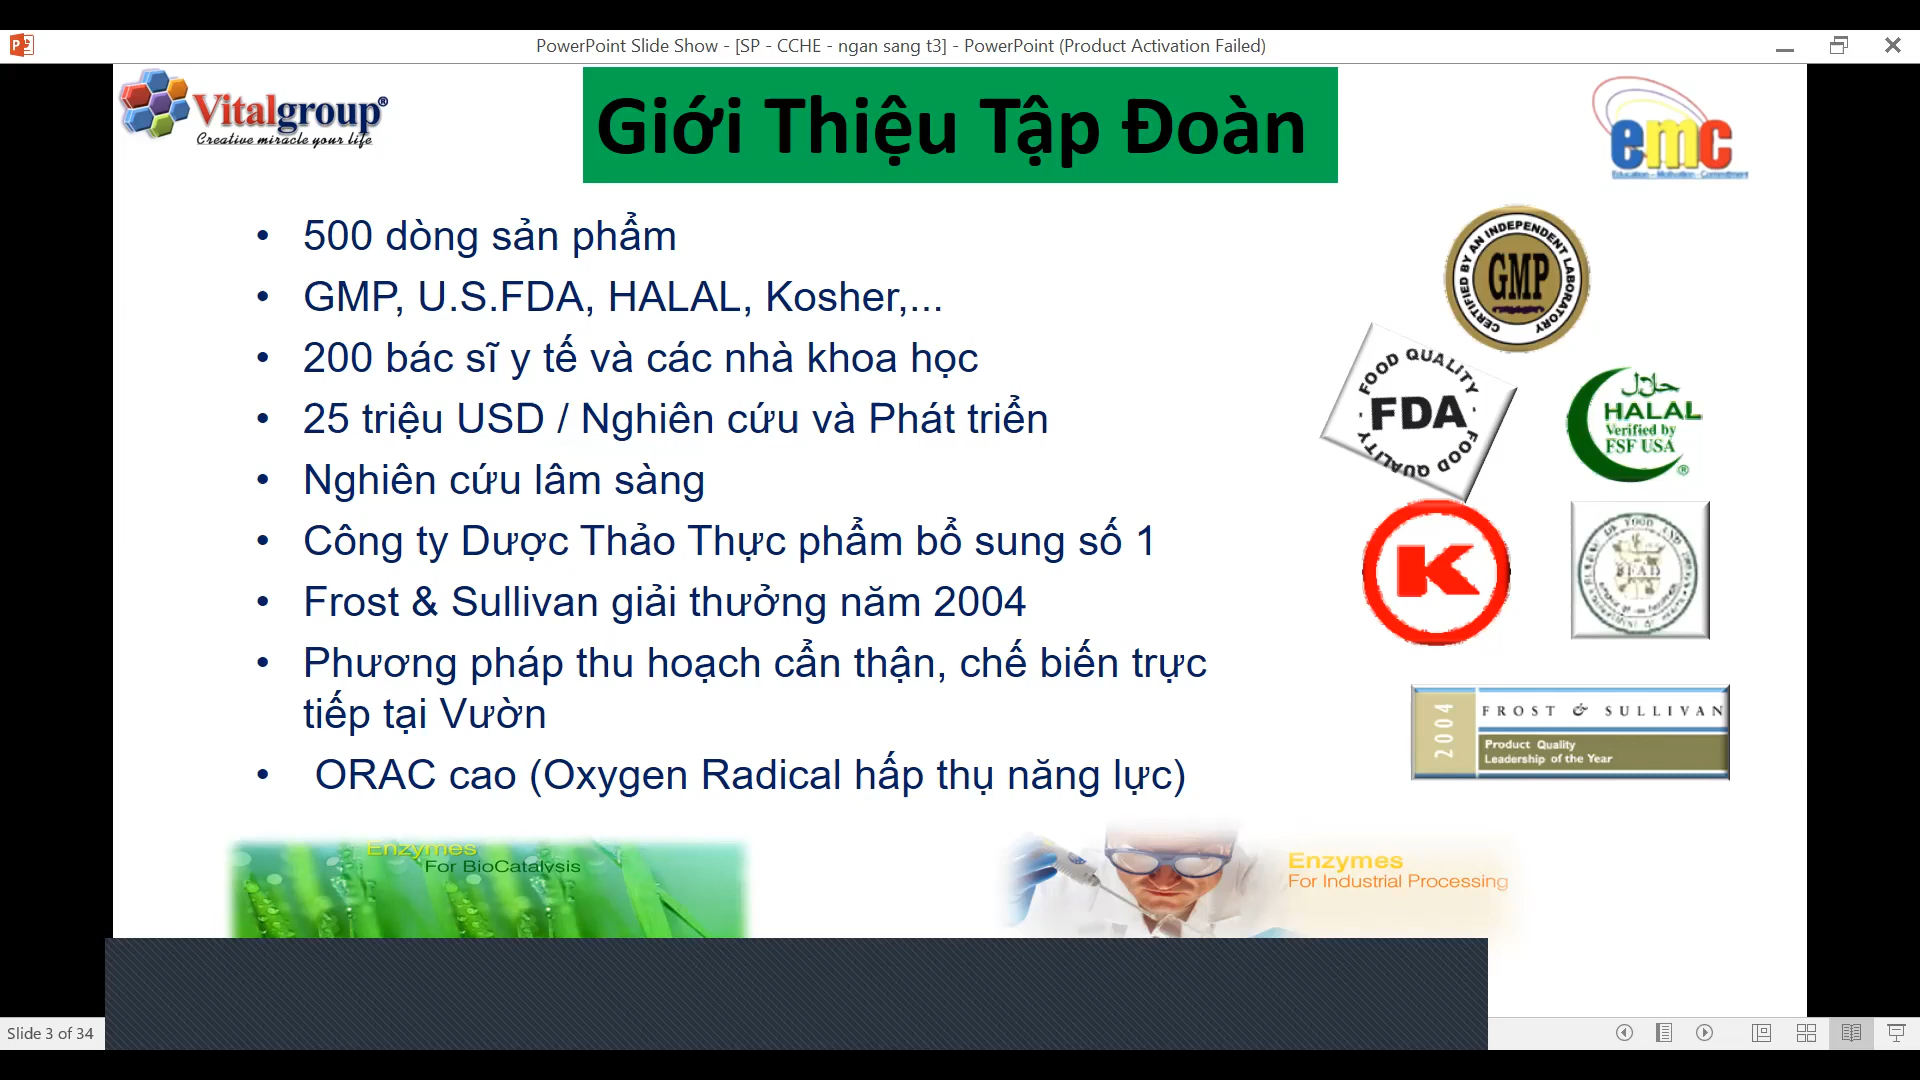 PowerPoint Slide Show - [SP - CCHE - ngan sang t3] - PowerPoint (Product Activation Failed)
Vitalgroup®
Creative miracle your life
Giới Thiệu Tập Đoàn
emc
Education - Motivation - Commitment
• 500 dòng sản phẩm
• GMP, U.S.FDA, HALAL, Kosher,...
• 200 bác sĩ y tế và các nhà khoa học
• 25 triệu USD / Nghiên cứu và Phát triển
• Nghiên cứu lâm sàng
• Công ty Dược Thảo Thực phẩm bổ sung số 1
• Frost & Sullivan giải thưởng năm 2004
• Phương pháp thu hoạch cẩn thận, chế biến trực
tiếp tại Vườn
• ORAC cao (Oxygen Radical hấp thụ năng lực)
CERTIFIED BY AN INDEPENDENT LABORATORY
GMP
FOOD QUALITY
FDA
FOOD QUALITY
حلال
HALAL
Verified by
FSF USA
®
K
BFAD
2004
FROST & SULLIVAN
Product Quality
Leadership of the Year
Enzymes
For BioCatalysis
Enzymes
For Industrial Processing
Slide 3 of 34